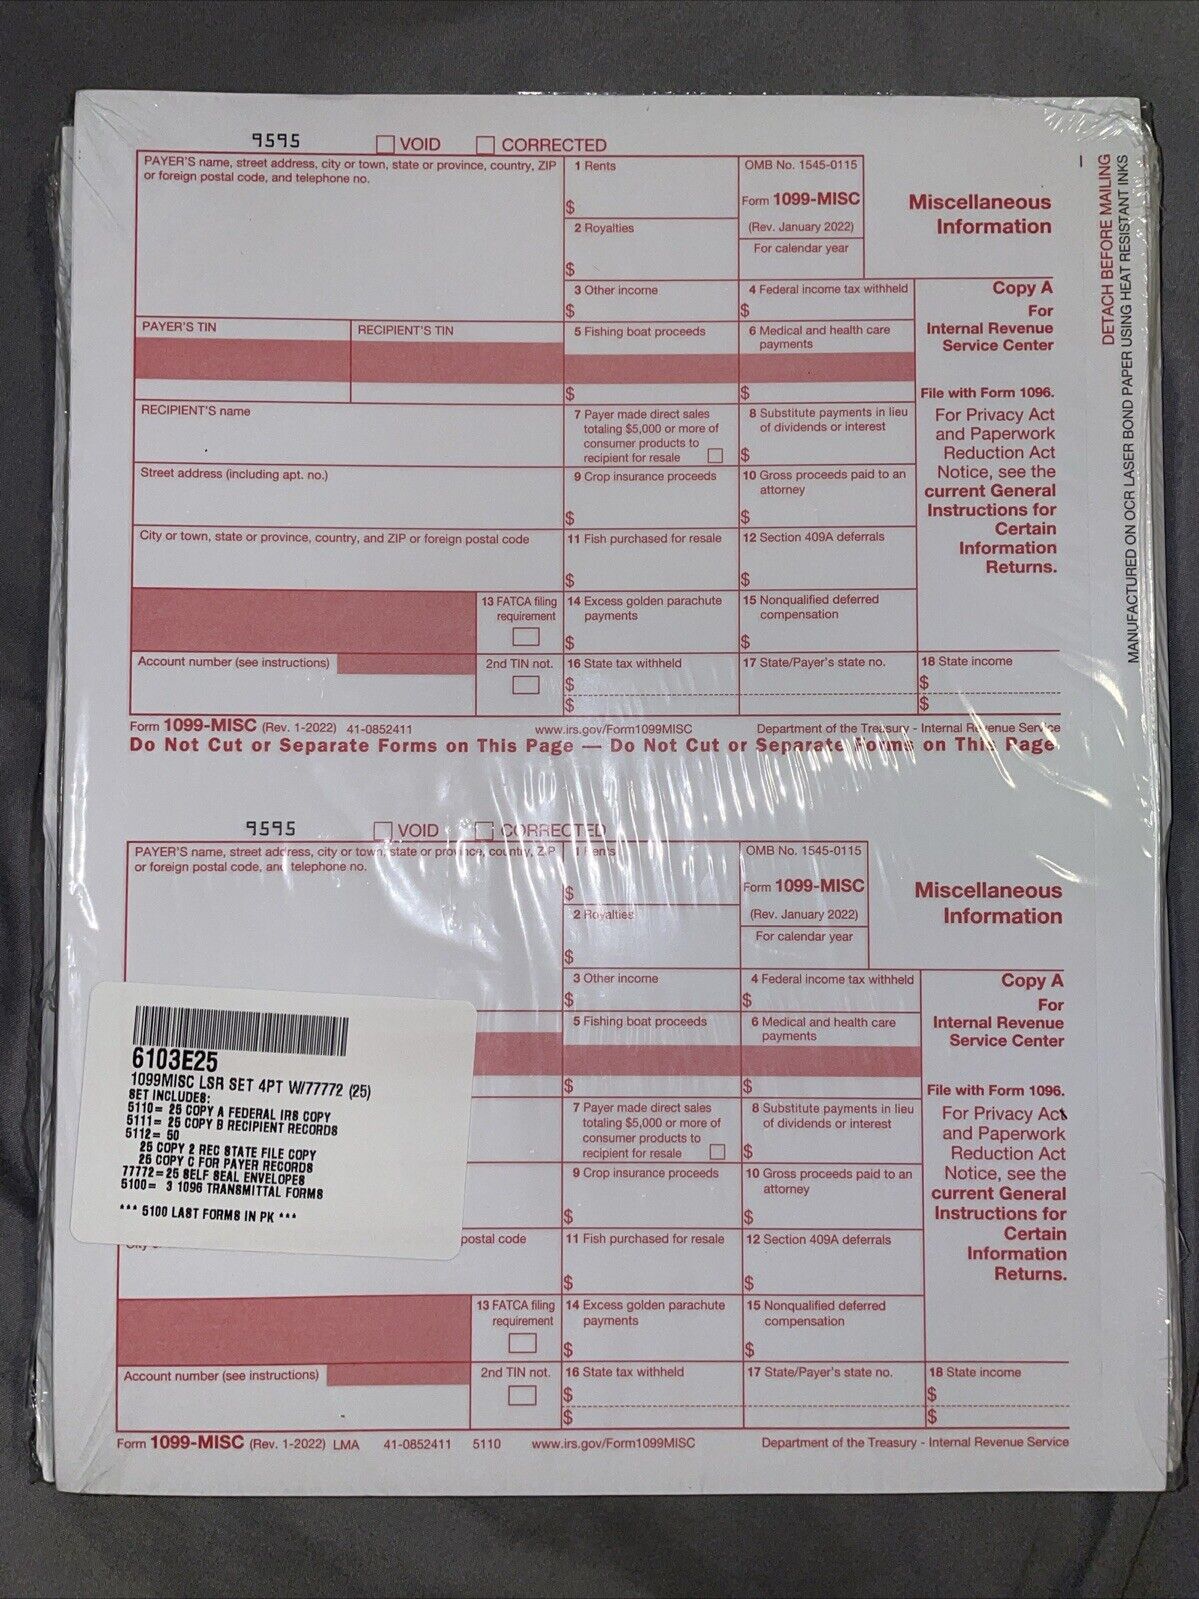 9595
VOID
CORRECTED
PAYER'S name, street address, city or town, state or province, country, ZIP
or foreign postal code, and telephone no.
1 Rents
$
2 Royalties
$
OMB No. 1545-0115
Form 1099-MISC
(Rev. January 2022)
For calendar year
Miscellaneous
Information
3 Other income
$
4 Federal income tax withheld
$
Copy A
For
Internal Revenue
Service Center
File with Form 1096.
For Privacy Act
and Paperwork
Reduction Act
Notice, see the
current General
Instructions for
Certain
Information
Returns.
PAYER'S TIN
RECIPIENT'S TIN
5 Fishing boat proceeds
$
6 Medical and health care
payments
$
RECIPIENT'S name
7 Payer made direct sales
totaling $5,000 or more of
consumer products to
recipient for resale
8 Substitute payments in lieu
of dividends or interest
$
Street address (including apt. no.)
9 Crop insurance proceeds
$
10 Gross proceeds paid to an
attorney
$
City or town, state or province, country, and ZIP or foreign postal code
11 Fish purchased for resale
$
12 Section 409A deferrals
$
13 FATCA filing
requirement
14 Excess golden parachute
payments
$
15 Nonqualified deferred
compensation
$
Account number (see instructions)
2nd TIN not.
16 State tax withheld
$
$
17 State/Payer's state no.
18 State income
$
$
Form 1099-MISC (Rev. 1-2022) 41-0852411
www.irs.gov/Form1099MISC
Department of the Treasury - Internal Revenue Service
Do Not Cut or Separate Forms on This Page — Do Not Cut or Separate Forms on This Page
DETACH BEFORE MAILING
MANUFACTURED ON OCR LASER BOND PAPER USING HEAT RESISTANT INKS
9595
VOID
CORRECTED
PAYER'S name, street address, city or town, state or province, country, ZIP
or foreign postal code, and telephone no.
1 Rents
$
2 Royalties
$
OMB No. 1545-0115
Form 1099-MISC
(Rev. January 2022)
For calendar year
Miscellaneous
Information
3 Other income
$
4 Federal income tax withheld
$
Copy A
For
Internal Revenue
Service Center
File with Form 1096.
For Privacy Act
and Paperwork
Reduction Act
Notice, see the
current General
Instructions for
Certain
Information
Returns.
5 Fishing boat proceeds
$
6 Medical and health care
payments
$
7 Payer made direct sales
totaling $5,000 or more of
consumer products to
recipient for resale
8 Substitute payments in lieu
of dividends or interest
$
9 Crop insurance proceeds
$
10 Gross proceeds paid to an
attorney
$
postal code
11 Fish purchased for resale
$
12 Section 409A deferrals
$
13 FATCA filing
requirement
14 Excess golden parachute
payments
$
15 Nonqualified deferred
compensation
$
Account number (see instructions)
2nd TIN not.
16 State tax withheld
$
$
17 State/Payer's state no.
18 State income
$
$
Form 1099-MISC (Rev. 1-2022) LMA 41-0852411 5110 www.irs.gov/Form1099MISC
Department of the Treasury - Internal Revenue Service
6103E25
1099MISC LSR SET 4PT W/77772 (25)
SET INCLUDES:
5110= 25 COPY A FEDERAL IRS COPY
5111= 25 COPY B RECIPIENT RECORDS
5112= 50
25 COPY 2 REC STATE FILE COPY
25 COPY C FOR PAYER RECORDS
77772=25 SELF SEAL ENVELOPES
5100= 3 1096 TRANSMITTAL FORMS
*** 5100 LAST FORMS IN PK ***